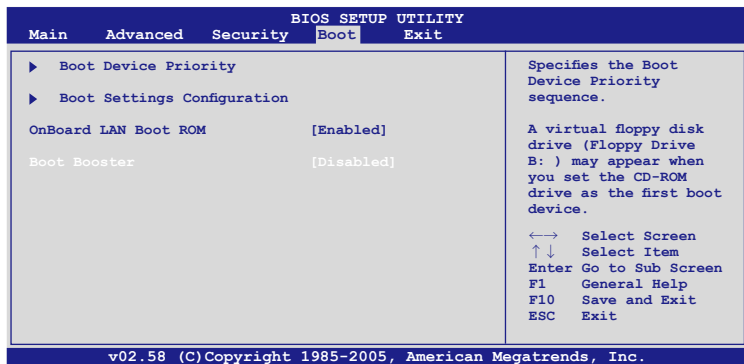 BIOS SETUP UTILITY
Main Advanced Security Boot Exit
Boot Device Priority
Boot Settings Configuration
OnBoard LAN Boot ROM [Enabled]
Boot Booster [Disabled]
Specifies the Boot
Device Priority
sequence.
A virtual floppy disk
drive (Floppy Drive
B: ) may appear when
you set the CD-ROM
drive as the first boot
device.
←→ Select Screen
↑↓ Select Item
Enter Go to Sub Screen
F1 General Help
F10 Save and Exit
ESC Exit
v02.58 (C)Copyright 1985-2005, American Megatrends, Inc.